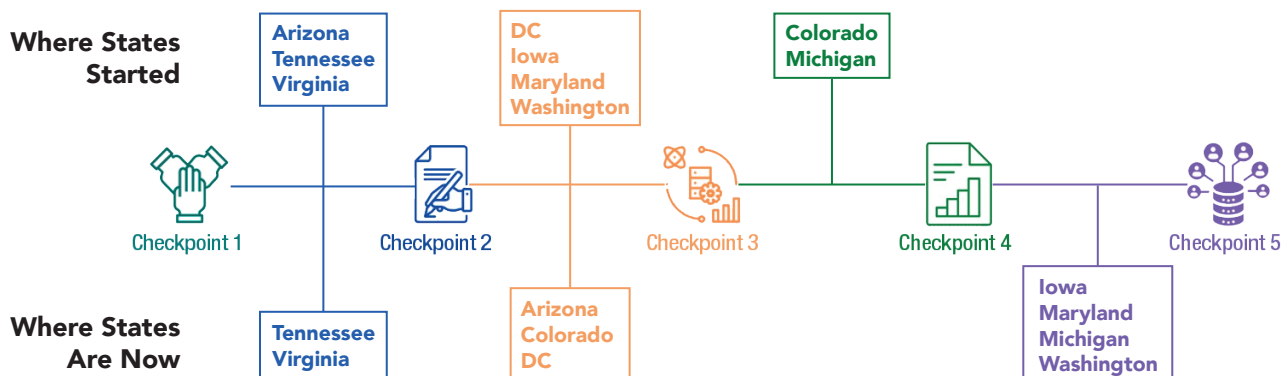 Where States
Started
Arizona
Tennessee
Virginia
DC
Iowa
Maryland
Washington
Colorado
Michigan
Checkpoint 1
Checkpoint 2
Checkpoint 3
Checkpoint 4
Checkpoint 5
Where States
Are Now
Tennessee
Virginia
Arizona
Colorado
DC
Iowa
Maryland
Michigan
Washington